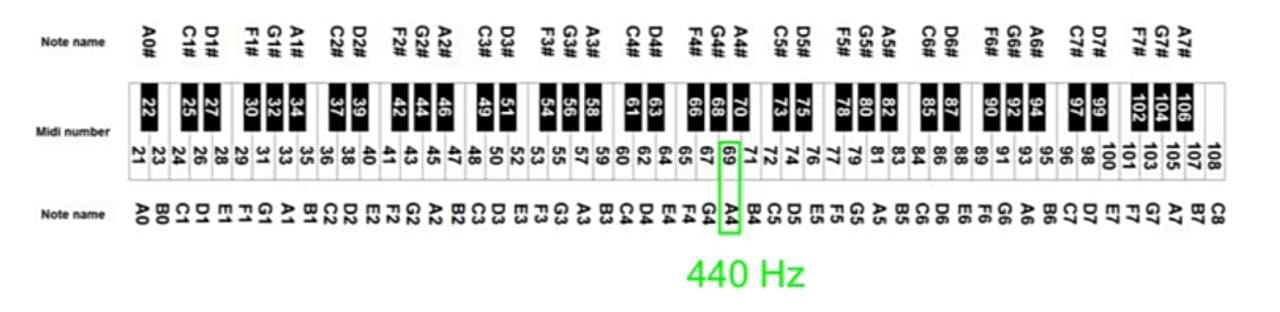 Note name A0# C1# D1# F1# G1# A1# C2# D2# F2# G2# A2# C3# D3# F3# G3# A3# C4# D4# F4# G4# A4# C5# D5# F5# G5# A5# C6# D6# F6# G6# A6# C7# D7# F7# G7# A7#
22 25 27 30 32 34 37 39 42 44 46 49 51 54 56 58 61 63 66 68 70 73 75 78 80 82 85 87 90 92 94 97 99 102 104 106
Midi number 21 23 24 26 28 29 31 33 35 36 38 40 41 43 45 47 48 50 52 53 55 57 59 60 62 64 65 67 69 71 72 74 76 77 79 81 83 84 86 88 89 91 93 95 96 98 100 101 103 105 107 108
Note name A0 B0 C1 D1 E1 F1 G1 A1 B1 C2 D2 E2 F2 G2 A2 B2 C3 D3 E3 F3 G3 A3 B3 C4 D4 E4 F4 G4 A4 B4 C5 D5 E5 F5 G5 A5 B5 C6 D6 E6 F6 G6 A6 B6 C7 D7 E7 F7 G7 A7 B7 C8
440 Hz